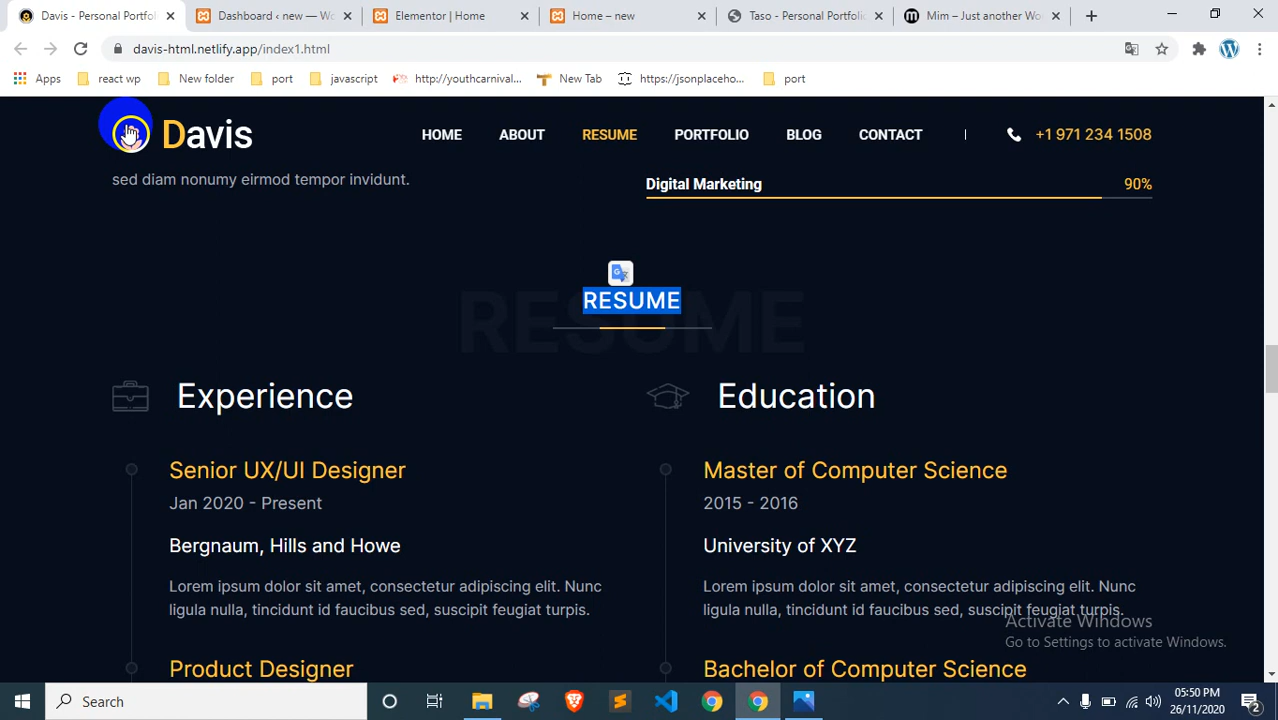 Davis - Personal Portfol
Dashboard ‹ new — Wo
Elementor | Home
Home – new
Taso - Personal Portfolio
Mim – Just another Wo
davis-html.netlify.app/index1.html
Apps
react wp
New folder
port
javascript
http://youthcarnival...
New Tab
https://jsonplaceho...
port
Davis
HOME
ABOUT
RESUME
PORTFOLIO
BLOG
CONTACT
+1 971 234 1508
sed diam nonumy eirmod tempor invidunt.
Digital Marketing
90%
RESUME
RESUME
Experience
Senior UX/UI Designer
Jan 2020 - Present
Bergnaum, Hills and Howe
Lorem ipsum dolor sit amet, consectetur adipiscing elit. Nunc
ligula nulla, tincidunt id faucibus sed, suscipit feugiat turpis.
Product Designer
Education
Master of Computer Science
2015 - 2016
University of XYZ
Lorem ipsum dolor sit amet, consectetur adipiscing elit. Nunc
ligula nulla, tincidunt id faucibus sed, suscipit feugiat turpis.
Bachelor of Computer Science
Activate Windows
Go to Settings to activate Windows.
Search
05:50 PM
26/11/2020
2